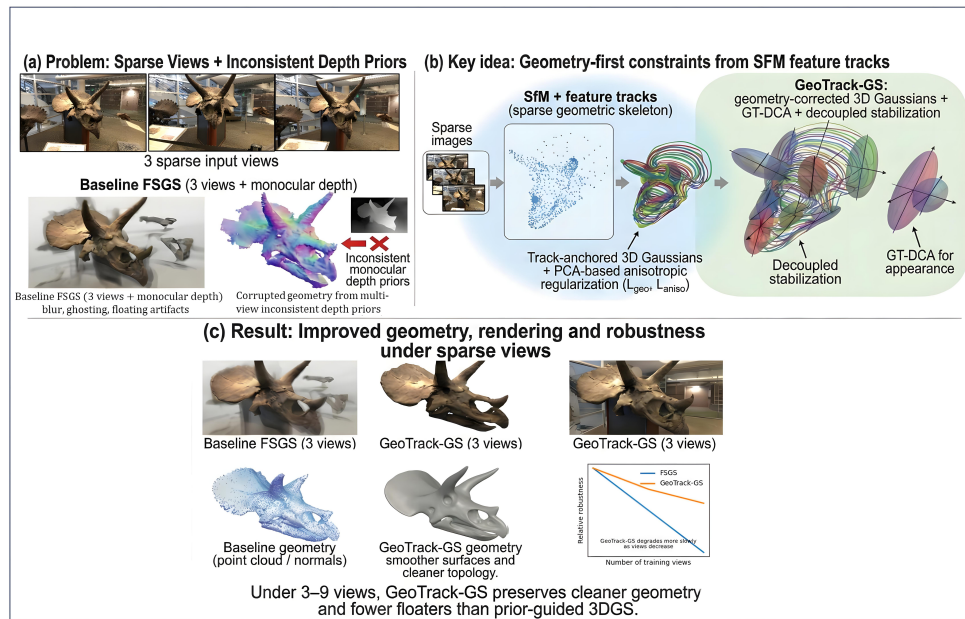 (a) Problem: Sparse Views + Inconsistent Depth Priors
3 sparse input views
Baseline FSGS (3 views + monocular depth)
Inconsistent
monocular
depth priors
Baseline FSGS (3 views + monocular depth)
blur, ghosting, floating artifacts
Corrupted geometry from multi-
view inconsistent depth priors
(b) Key idea: Geometry-first constraints from SFM feature tracks
Sparse
images
SfM + feature tracks
(sparse geometric skeleton)
Track-anchored 3D Gaussians
+ PCA-based anisotropic
regularization (Lgeo, Laniso)
GeoTrack-GS:
geometry-corrected 3D Gaussians +
GT-DCA + decoupled stabilization
Decoupled
stabilization
GT-DCA for
appearance
(c) Result: Improved geometry, rendering and robustness
under sparse views
Baseline FSGS (3 views)
GeoTrack-GS (3 views)
GeoTrack-GS (3 views)
Baseline geometry
(point cloud / normals)
GeoTrack-GS geometry
smoother surfaces and
cleaner topology.
Relative robustness
FSGS
GeoTrack-GS
GeoTrack-GS degrades more slowly
as views decrease
Number of training views
Under 3–9 views, GeoTrack-GS preserves cleaner geometry
and fewer floaters than prior-guided 3DGS.